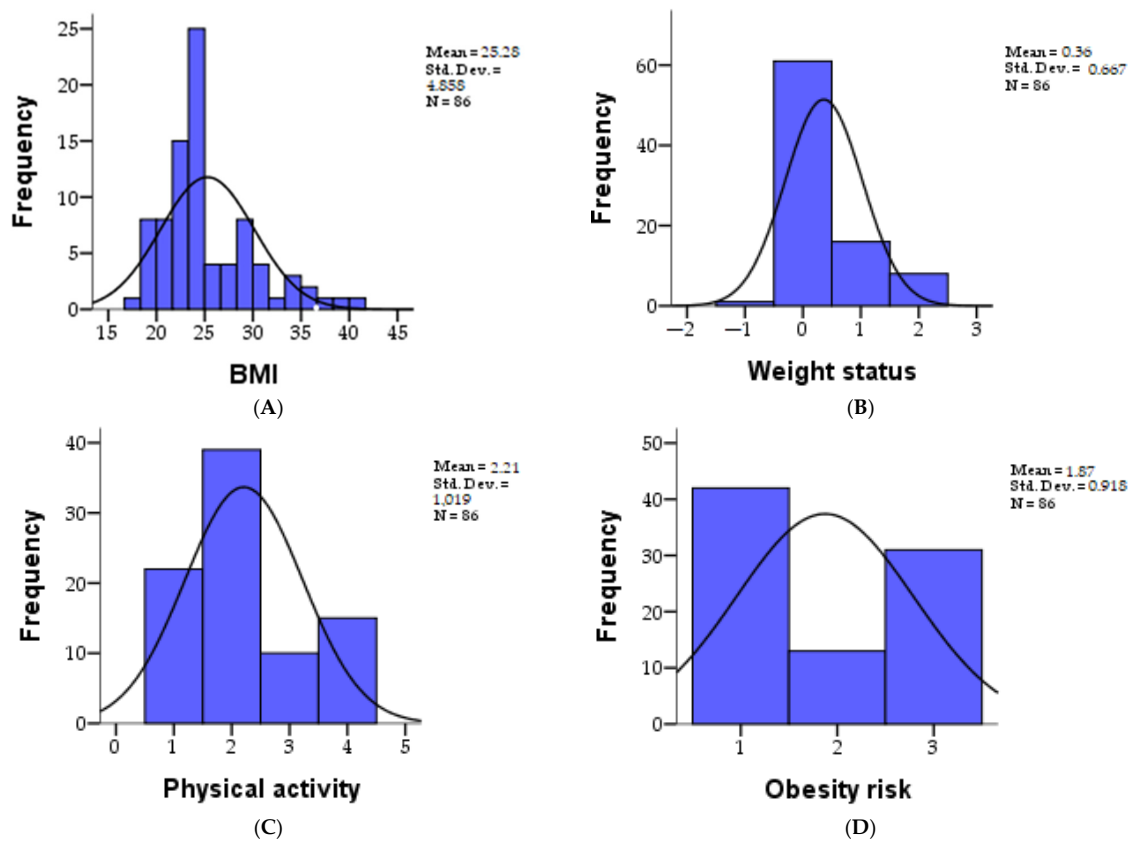 25
20
15
10
5
0
Frequency
15 20 25 30 35 40 45
BMI
Mean = 25.28
Std. Dev. =
4.858
N = 86
(A)
60
40
20
0
Frequency
−2 −1 0 1 2 3
Weight status
Mean = 0.36
Std. Dev. = 0.667
N = 86
(B)
40
30
20
10
0
Frequency
0 1 2 3 4 5
Physical activity
Mean = 2.21
Std. Dev. =
1,019
N = 86
(C)
50
40
30
20
10
0
Frequency
1 2 3
Obesity risk
Mean = 1.87
Std. Dev. = 0.918
N = 86
(D)